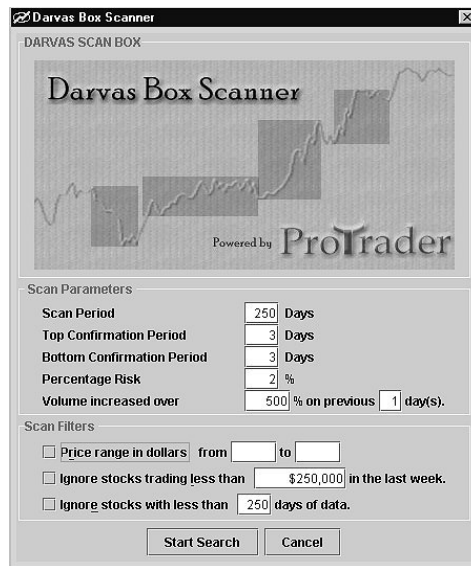 Darvas Box Scanner
DARVAS SCAN BOX
Darvas Box Scanner
Powered by ProTrader
Scan Parameters
Scan Period 250 Days
Top Confirmation Period 3 Days
Bottom Confirmation Period 3 Days
Percentage Risk 2 %
Volume increased over 500 % on previous 1 day(s).
Scan Filters
Price range in dollars from to
Ignore stocks trading less than $250,000 in the last week.
Ignore stocks with less than 250 days of data.
Start Search Cancel